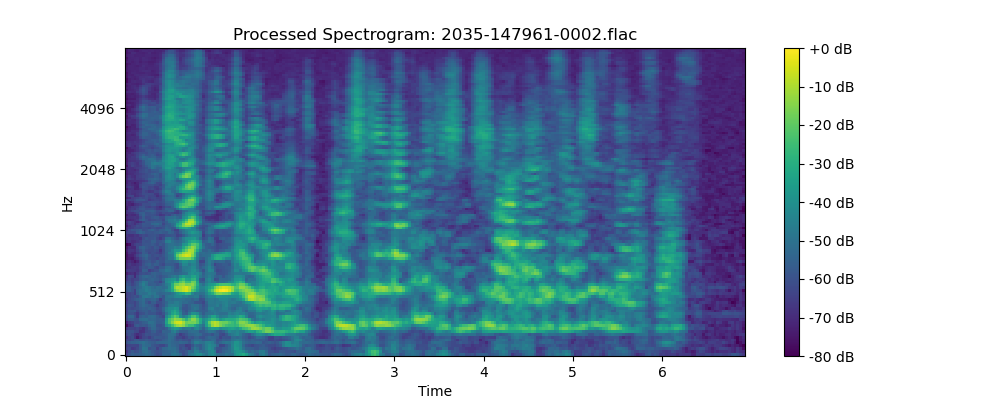 Processed Spectrogram: 2035-147961-0002.flac
+0 dB
-10 dB
-20 dB
-30 dB
-40 dB
-50 dB
-60 dB
-70 dB
-80 dB
4096
2048
1024
512
0
Hz
0 1 2 3 4 5 6
Time